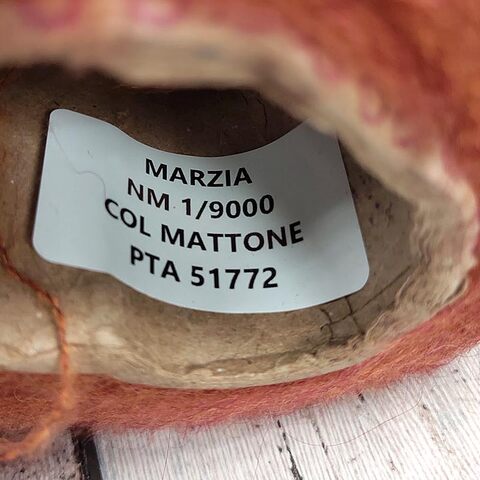 MARZIA
NM 1/9000
COL MATTONE
PTA 51772